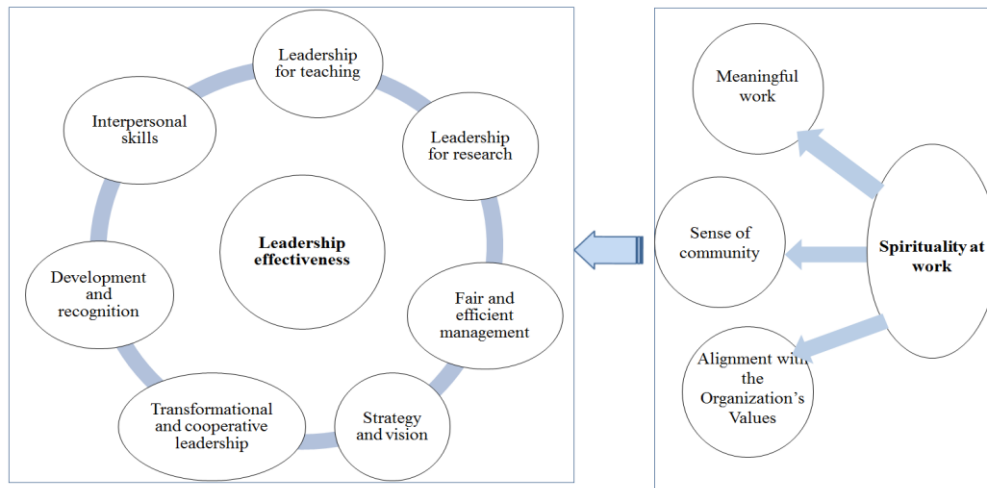 Leadership
for teaching
Leadership
for research
Fair and
efficient
management
Strategy
and vision
Transformational
and cooperative
leadership
Development
and
recognition
Interpersonal
skills
Leadership
effectiveness
Meaningful
work
Sense of
community
Alignment with
the
Organization's
Values
Spirituality at
work